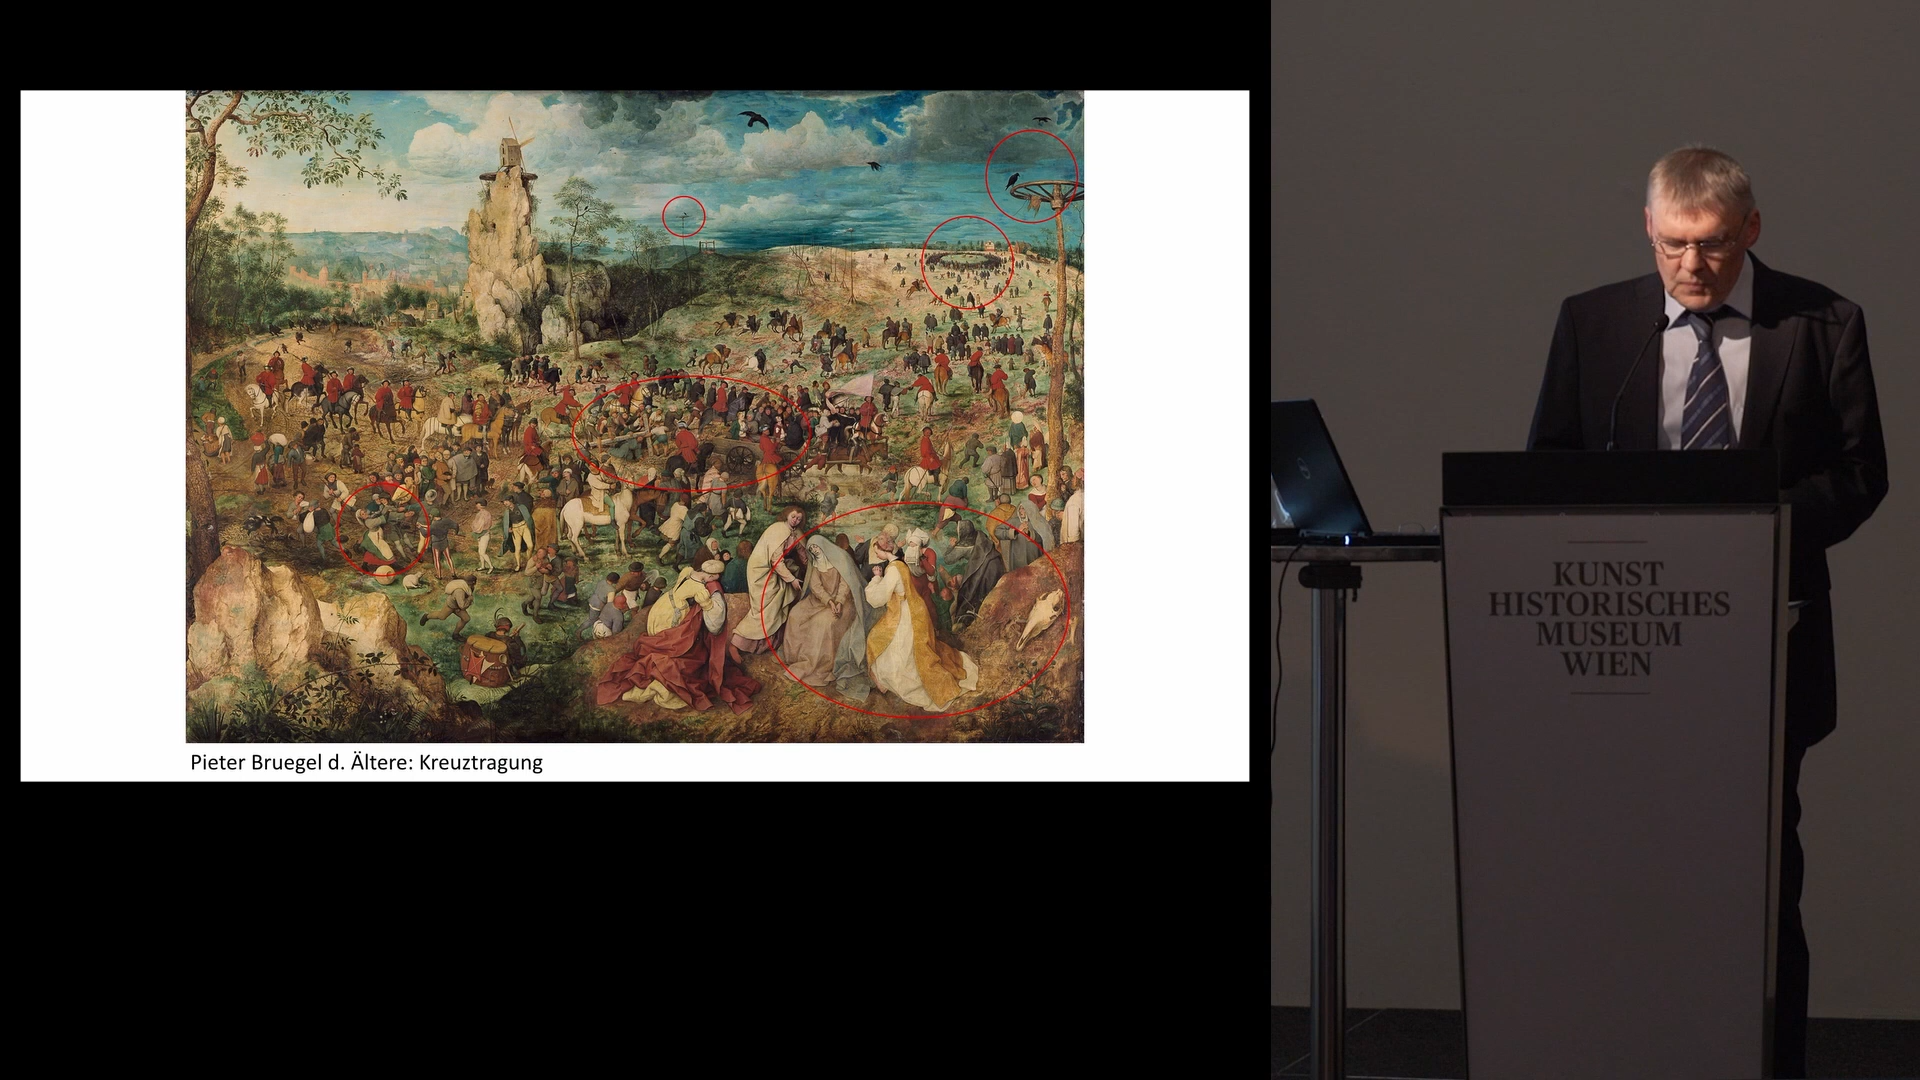 Pieter Bruegel d. Ältere: Kreuztragung
KUNST
HISTORISCHES
MUSEUM
WIEN